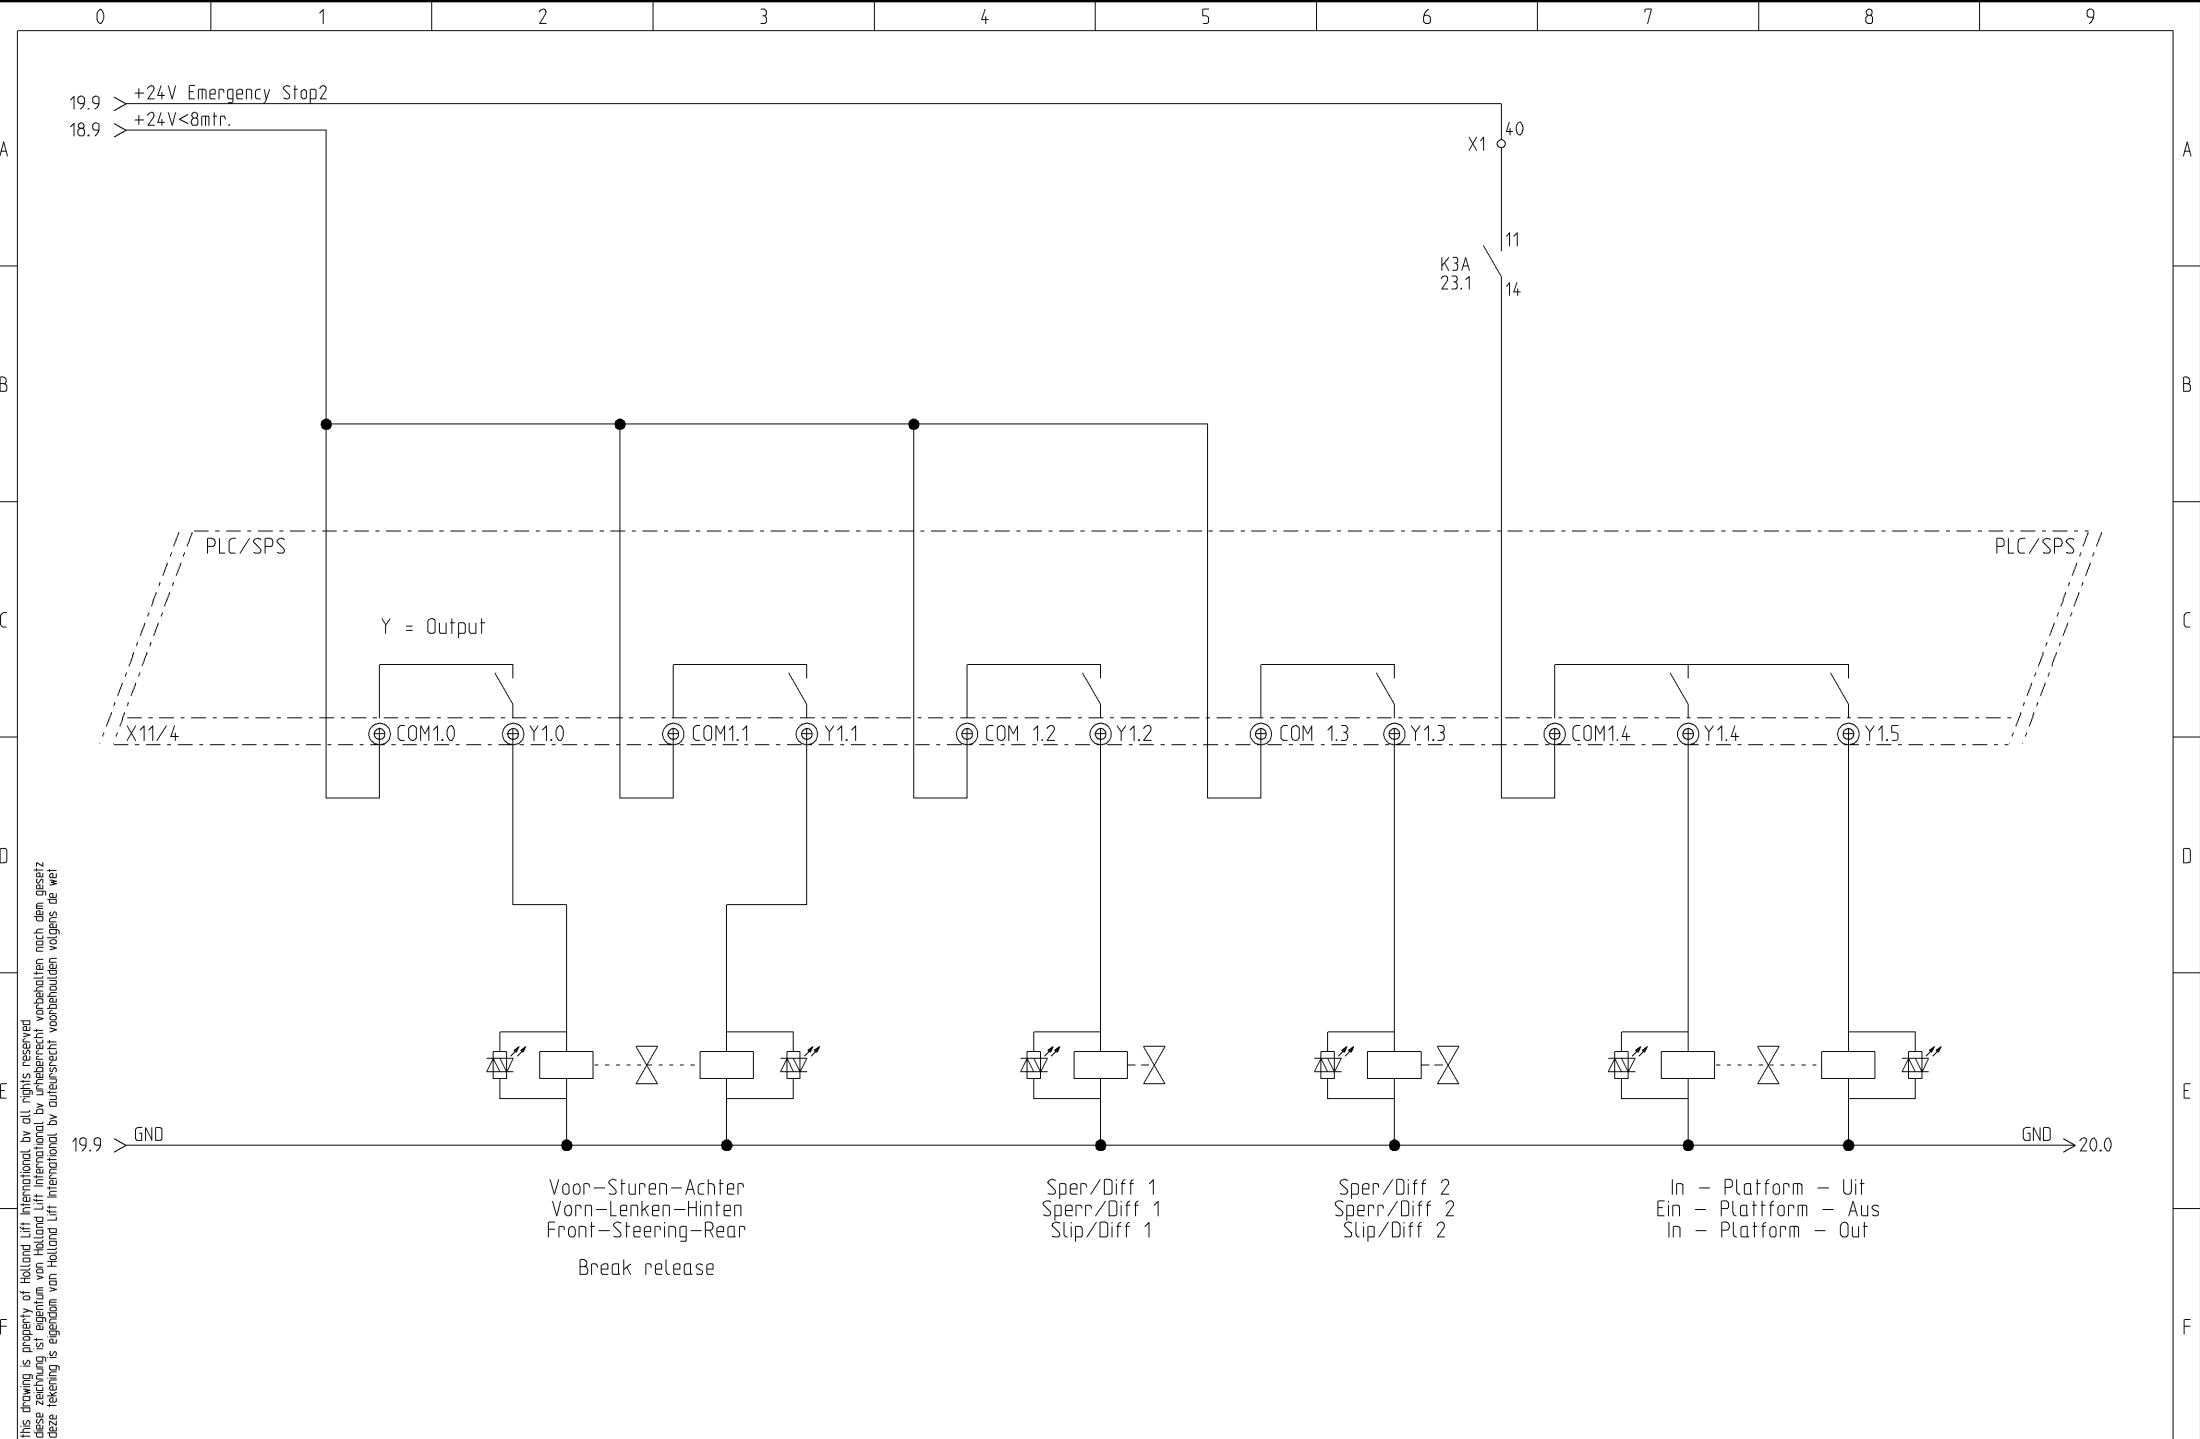 0 1 2 3 4 5 6 7 8 9
19.9 +24V Emergency Stop2
18.9 +24V<8mtr.
40
A X1 A
11
K3A
23.1 14
B B
PLC/SPS PLC/SPS
C Y = Output C
X11/4 COM1.0 Y1.0 COM1.1 Y1.1 COM 1.2 Y1.2 COM 1.3 Y1.3 COM1.4 Y1.4 Y1.5
D D
E E
19.9 GND GND 20.0
Voor-Sturen-Achter
Vorn-Lenken-Hinten
Front-Steering-Rear
Break release
Sper/Diff 1
Sperr/Diff 1
Slip/Diff 1
Sper/Diff 2
Sperr/Diff 2
Slip/Diff 2
In - Platform - Uit
Ein - Plattform - Aus
In - Platform - Out
F F
this drawing is property of Holland Lift International bv all rights reserved
diese zeichnung ist eigentum von Holland Lift International bv urheberrecht vorbehalten nach dem gesetz
deze tekening is eigendom van Holland Lift International bv auteursrecht voorbehoulden volgens de wet